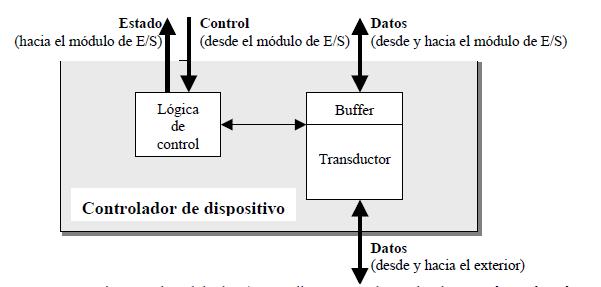 Estado
(hacia el módulo de E/S)
Control
(desde el módulo de E/S)
Datos
(desde y hacia el módulo de E/S)
Lógica
de
control
Buffer
Transductor
Controlador de dispositivo
Datos
(desde y hacia el exterior)